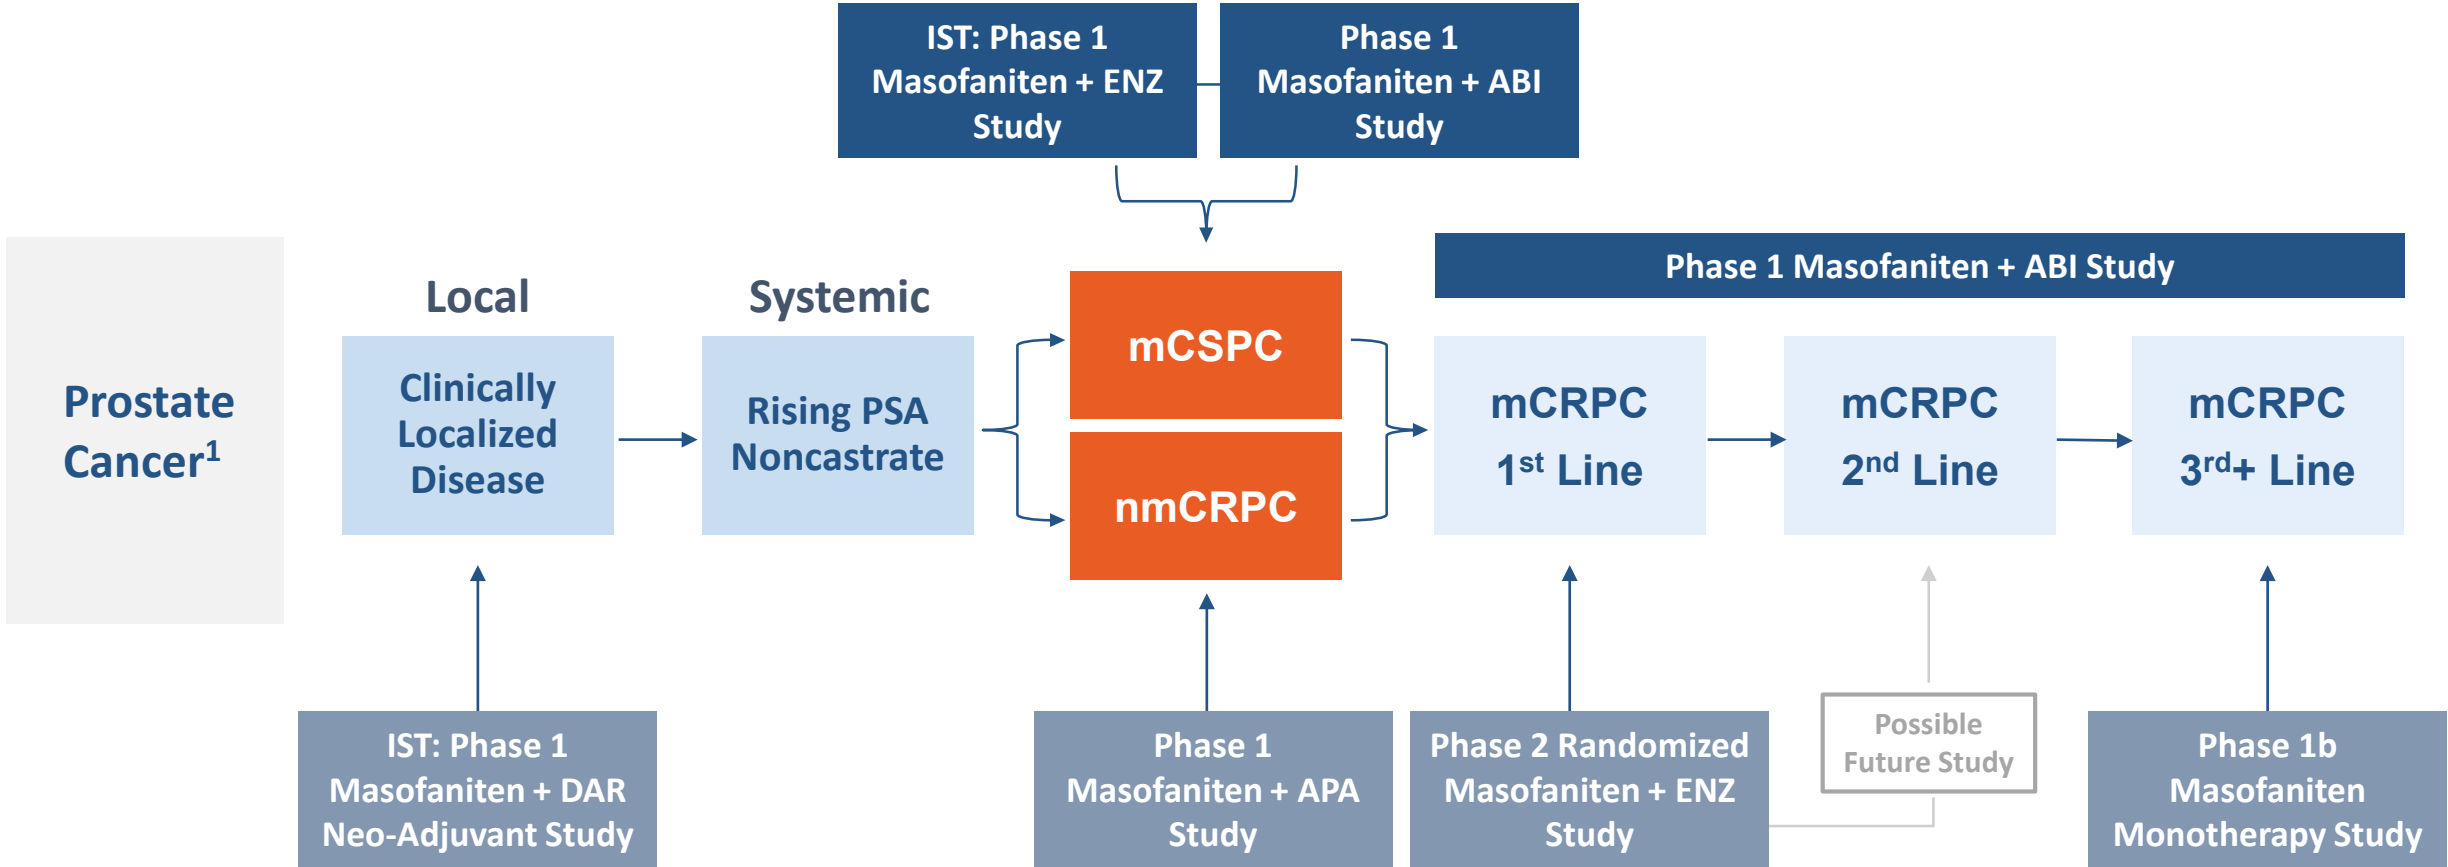 IST: Phase 1
Masofaniten + ENZ
Study
Phase 1
Masofaniten + ABI
Study
Phase 1 Masofaniten + ABI Study
Local
Systemic
Prostate
Cancer¹
Clinically
Localized
Disease
Rising PSA
Noncastrate
mCSPC
nmCRPC
mCRPC
1st Line
mCRPC
2nd Line
mCRPC
3rd+ Line
IST: Phase 1
Masofaniten + DAR
Neo-Adjuvant Study
Phase 1
Masofaniten + APA
Study
Phase 2 Randomized
Masofaniten + ENZ
Study
Possible
Future Study
Phase 1b
Masofaniten
Monotherapy Study